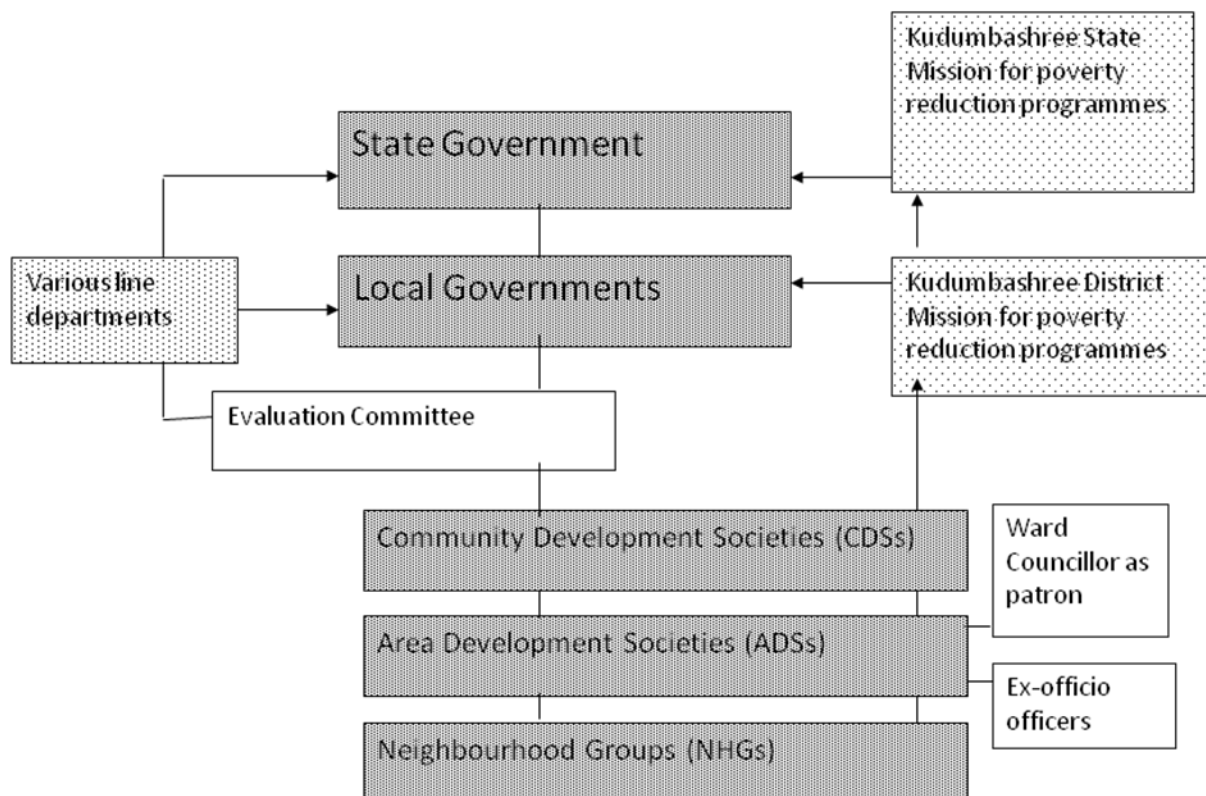 Kudumbashree State
Mission for poverty
reduction programmes
State Government
Various line
departments
Local Governments
Kudumbashree District
Mission for poverty
reduction programmes
Evaluation Committee
Community Development Societies (CDSs)
Ward
Councillor as
patron
Area Development Societies (ADSs)
Ex-officio
officers
Neighbourhood Groups (NHGs)